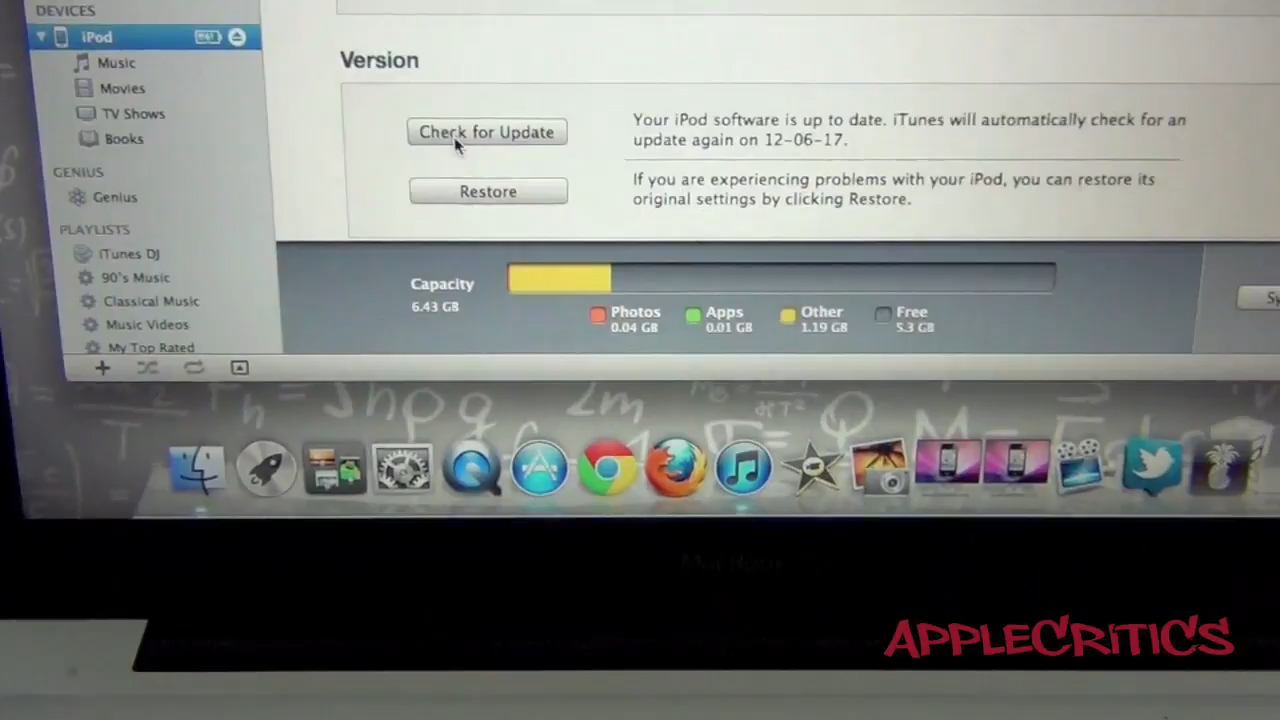 DEVICES
iPod
Music
Movies
TV Shows
Books
GENIUS
Genius
PLAYLISTS
iTunes DJ
90's Music
Classical Music
Music Videos
My Top Rated
Version
Check for Update
Your iPod software is up to date. iTunes will automatically check for an
update again on 12-06-17.
Restore
If you are experiencing problems with your iPod, you can restore its
original settings by clicking Restore.
Capacity
6.43 GB
Photos
0.04 GB
Apps
0.01 GB
Other
1.19 GB
Free
5.3 GB
APPLECRITICS